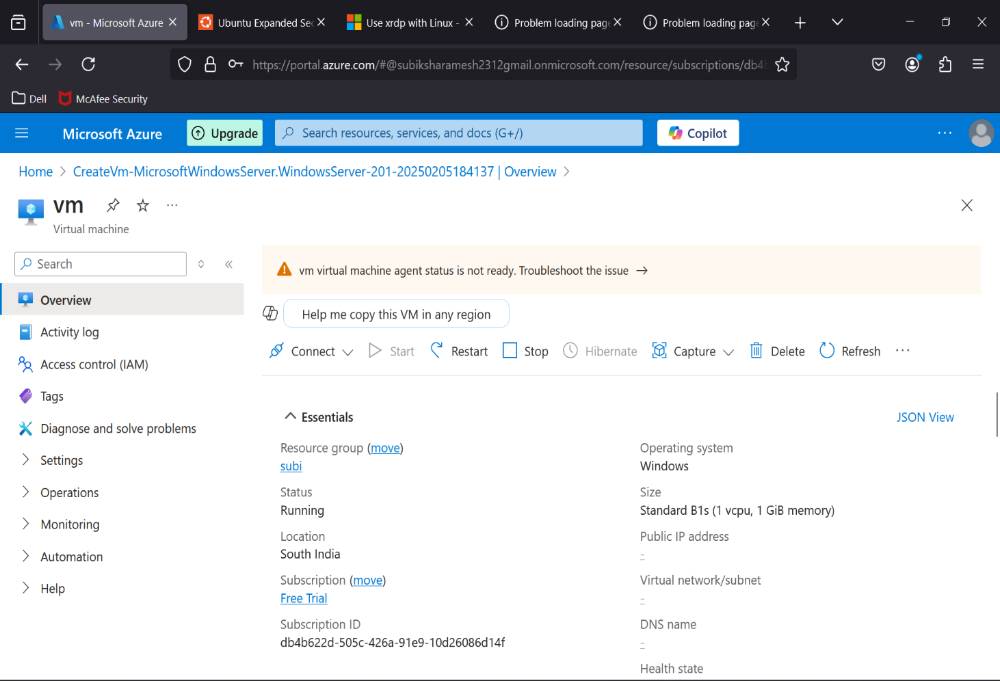 vm - Microsoft Azure
Ubuntu Expanded Sec
Use xrdp with Linux -
Problem loading page
Problem loading page
https://portal.azure.com/#@subiksharamesh2312gmail.onmicrosoft.com/resource/subscriptions/db4b
Dell
McAfee Security
Microsoft Azure
Upgrade
Search resources, services, and docs (G+/)
Copilot
Home > CreateVm-MicrosoftWindowsServer.WindowsServer-201-20250205184137 | Overview >
vm
Virtual machine
Search
Overview
Activity log
Access control (IAM)
Tags
Diagnose and solve problems
Settings
Operations
Monitoring
Automation
Help
vm virtual machine agent status is not ready. Troubleshoot the issue →
Help me copy this VM in any region
Connect
Start
Restart
Stop
Hibernate
Capture
Delete
Refresh
Essentials
JSON View
Resource group (move)
subi
Status
Running
Location
South India
Subscription (move)
Free Trial
Subscription ID
db4b622d-505c-426a-91e9-10d26086d14f
Operating system
Windows
Size
Standard B1s (1 vcpu, 1 GiB memory)
Public IP address
-
Virtual network/subnet
-
DNS name
-
Health state